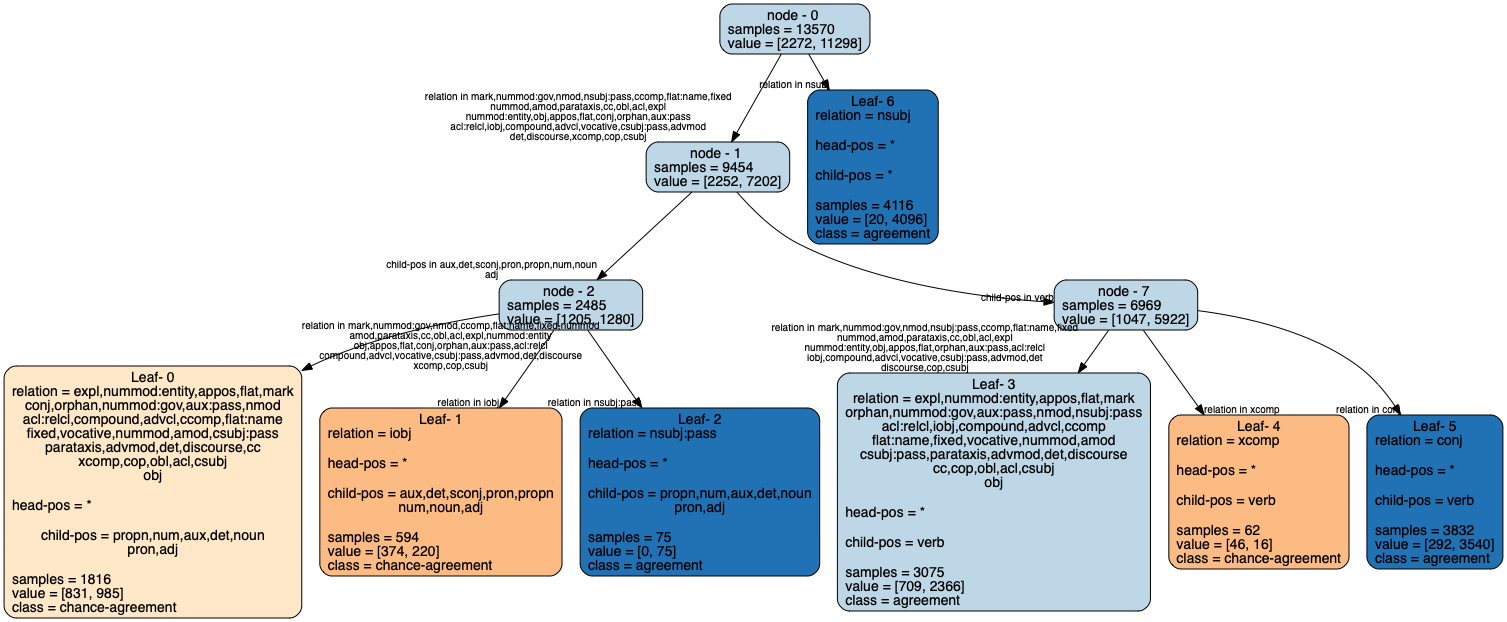 node - 0
samples = 13570
value = [2272, 11298]
relation in nsubj
relation in mark,nummod:gov,nmod,nsubj:pass,ccomp,flat:name,fixed
nummod,amod,parataxis,cc,obl,acl,expl
nummod:entity,obj,appos,flat,conj,orphan,aux:pass
acl:relcl,iobj,compound,advcl,vocative,csubj:pass,advmod
det,discourse,xcomp,cop,csubj
Leaf- 6
relation = nsubj
head-pos = *
child-pos = *
samples = 4116
value = [20, 4096]
class = agreement
node - 1
samples = 9454
value = [2252, 7202]
child-pos in aux,det,sconj,pron,propn,num,noun
adj
child-pos in verb
node - 2
samples = 2485
value = [1205, 1280]
node - 7
samples = 6969
value = [1047, 5922]
relation in mark,nummod:gov,nmod,ccomp,flat:name,fixed,nummod
amod,parataxis,cc,obl,acl,expl,nummod:entity
obj,appos,flat,conj,orphan,aux:pass,acl:relcl
compound,advcl,vocative,csubj:pass,advmod,det,discourse
xcomp,cop,csubj
relation in iobj
relation in nsubj:pass
relation in mark,nummod:gov,nmod,nsubj:pass,ccomp,flat:name,fixed
nummod,amod,parataxis,cc,obl,acl,expl
nummod:entity,obj,appos,flat,orphan,aux:pass,acl:relcl
iobj,compound,advcl,vocative,csubj:pass,advmod,det
discourse,cop,csubj
relation in xcomp
relation in conj
Leaf- 0
relation = expl,nummod:entity,appos,flat,mark
conj,orphan,nummod:gov,aux:pass,nmod
acl:relcl,compound,advcl,ccomp,flat:name
fixed,vocative,nummod,amod,csubj:pass
parataxis,advmod,det,discourse,cc
xcomp,cop,obl,acl,csubj
obj
head-pos = *
child-pos = propn,num,aux,det,noun
pron,adj
samples = 1816
value = [831, 985]
class = chance-agreement
Leaf- 1
relation = iobj
head-pos = *
child-pos = aux,det,sconj,pron,propn
num,noun,adj
samples = 594
value = [374, 220]
class = chance-agreement
Leaf- 2
relation = nsubj:pass
head-pos = *
child-pos = propn,num,aux,det,noun
pron,adj
samples = 75
value = [0, 75]
class = agreement
Leaf- 3
relation = expl,nummod:entity,appos,flat,mark
orphan,nummod:gov,aux:pass,nmod,nsubj:pass
acl:relcl,iobj,compound,advcl,ccomp
flat:name,fixed,vocative,nummod,amod
csubj:pass,parataxis,advmod,det,discourse
cc,cop,obl,acl,csubj
obj
head-pos = *
child-pos = verb
samples = 3075
value = [709, 2366]
class = agreement
Leaf- 4
relation = xcomp
head-pos = *
child-pos = verb
samples = 62
value = [46, 16]
class = chance-agreement
Leaf- 5
relation = conj
head-pos = *
child-pos = verb
samples = 3832
value = [292, 3540]
class = agreement